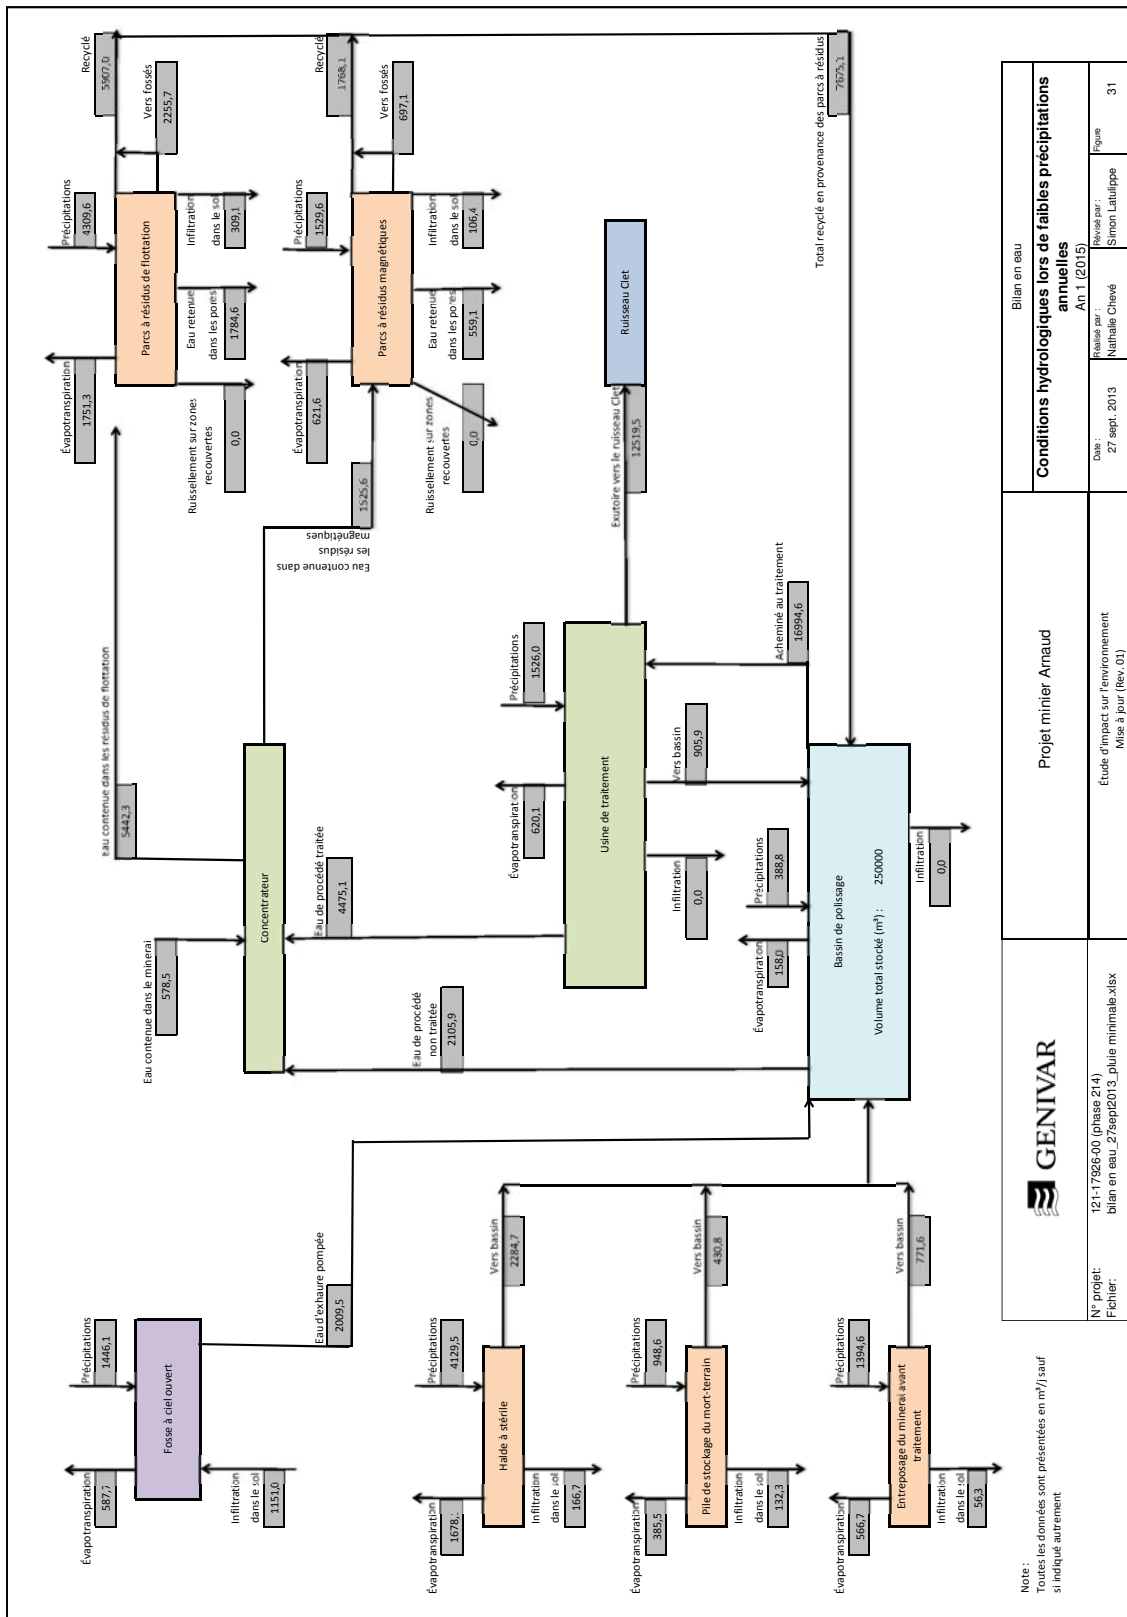 Évapotranspiration
587,7
Précipitations
1446,1
Fosse à ciel ouvert
Infiltration
dans le sol
1151,0
Eau d'exhaure pompée
2009,5
Évapotranspiration
Précipitations
4129,5
Halde à stérile
Infiltration
dans le sol
166,7
Vers bassin
2284,7
Évapotranspiration
385,5
Précipitations
948,6
Pile de stockage du mort-terrain
Infiltration
dans le sol
132,3
Vers bassin
430,8
Évapotranspiration
566,7
Précipitations
1394,6
Entreposage du minerai avant
traitement
Infiltration
dans le sol
56,3
Vers bassin
771,6
Note :
Toutes les données sont présentées en m³/j sauf
si indiqué autrement
Eau contenue dans le minerai
578,5
Concentrateur
Eau contenue dans les résidus de flottation
5442,3
Eau de procédé
non traitée
2105,9
Eau de procédé traitée
4475,1
Eau contenue dans
les résidus
magnétiques
1525,6
Évapotranspiration
620,1
Précipitations
1526,0
Usine de traitement
Infiltration
0,0
Vers bassin
905,9
Acheminé au traitement
16994,6
Exutoire vers le ruisseau Clet
12519,5
Ruisseau Clet
Évapotranspiration
158,0
Précipitations
388,8
Bassin de polissage
Volume total stocké (m³) : 250000
Infiltration
0,0
Évapotranspiration
1751,3
Précipitations
4309,6
Parcs à résidus de flottation
Ruissellement sur zones
recouvertes
0,0
Eau retenue
dans les pores
1784,6
Infiltration
dans le sol
309,1
Vers fossés
2255,7
Recyclé
5907,0
Évapotranspiration
621,6
Précipitations
1529,6
Parcs à résidus magnétiques
Ruissellement sur zones
recouvertes
0,0
Eau retenue
dans les pores
559,1
Infiltration
dans le sol
106,4
Vers fossés
697,1
Recyclé
1768,1
Total recyclé en provenance des parcs à résidus
7675,1
GENIVAR
N° projet: 121-17926-00 (phase 214)
Fichier: bilan en eau_27sept2013_pluie minimale.xlsx
Projet minier Arnaud
Étude d'impact sur l'environnement
Mise à jour (Rev. 01)
Bilan en eau
Conditions hydrologiques lors de faibles précipitations
annuelles
An 1 (2015)
Date :
27 sept. 2013
Réalisé par :
Nathalie Chevé
Révisé par :
Simon Latulippe
Figure
31